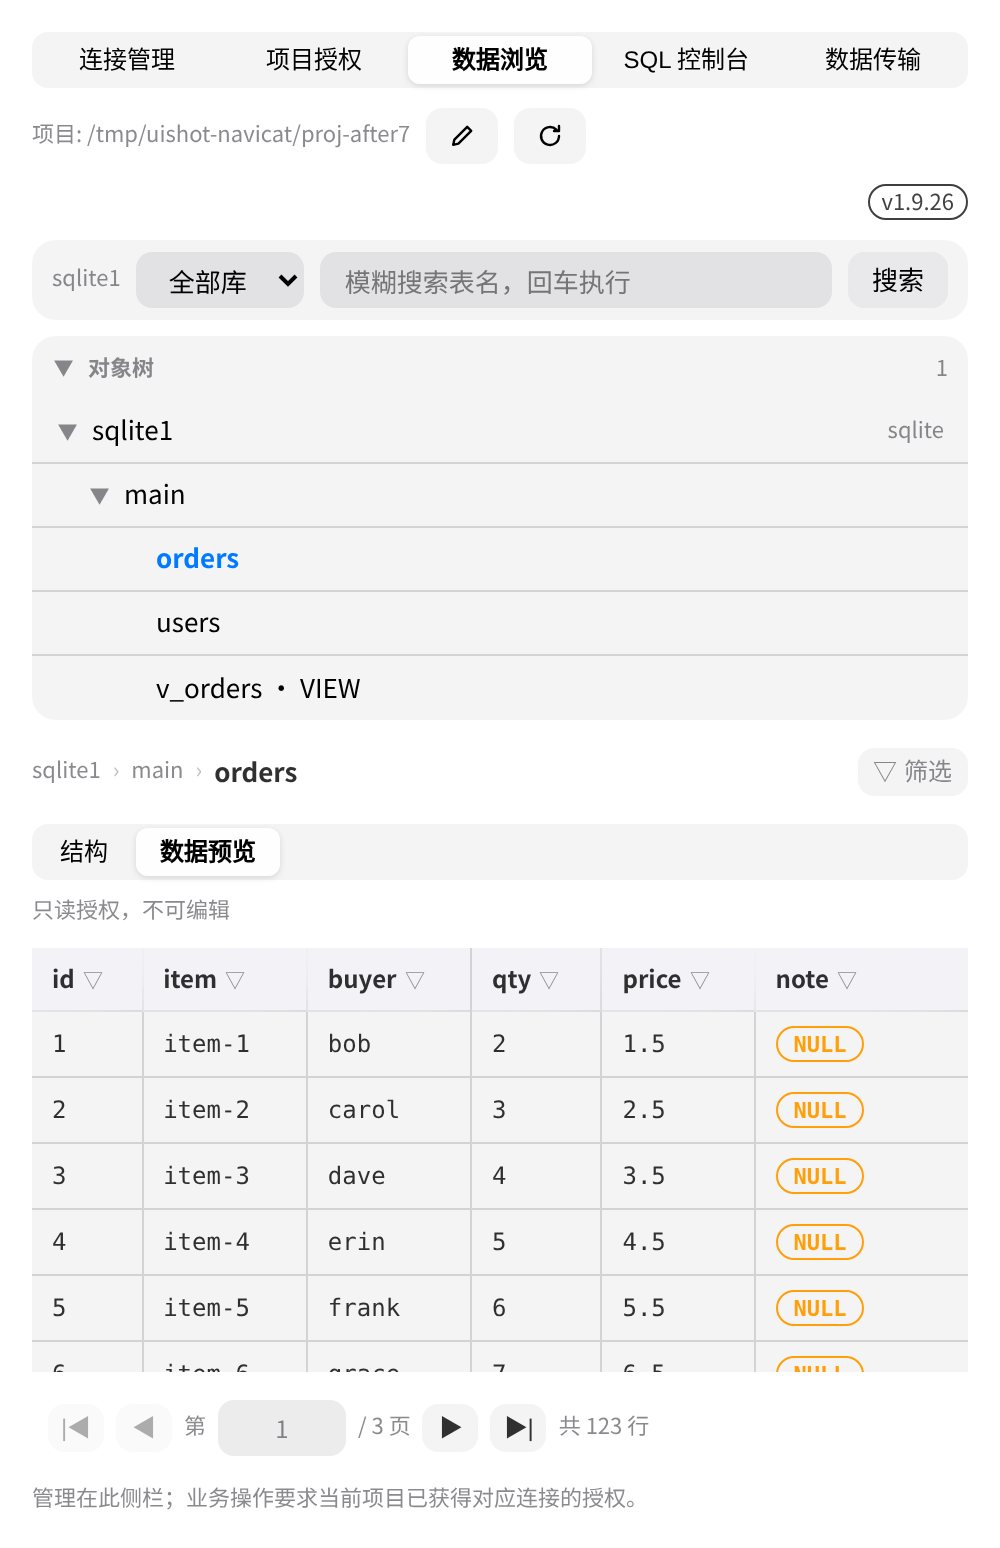 连接管理 项目授权 数据浏览 SQL 控制台 数据传输
项目: /tmp/uishot-navicat/proj-after7
v1.9.26
sqlite1 全部库 模糊搜索表名，回车执行 搜索
▼ 对象树 1
▼ sqlite1 sqlite
▼ main
orders
users
v_orders · VIEW
sqlite1 › main › orders ▽ 筛选
结构 数据预览
只读授权，不可编辑
id ▽ item ▽ buyer ▽ qty ▽ price ▽ note ▽
1 item-1 bob 2 1.5 NULL
2 item-2 carol 3 2.5 NULL
3 item-3 dave 4 3.5 NULL
4 item-4 erin 5 4.5 NULL
5 item-5 frank 6 5.5 NULL
6 item-6 grace 7 6.5 NULL
|◀ ◀ 第 1 / 3 页 ▶ ▶| 共 123 行
管理在此侧栏；业务操作要求当前项目已获得对应连接的授权。